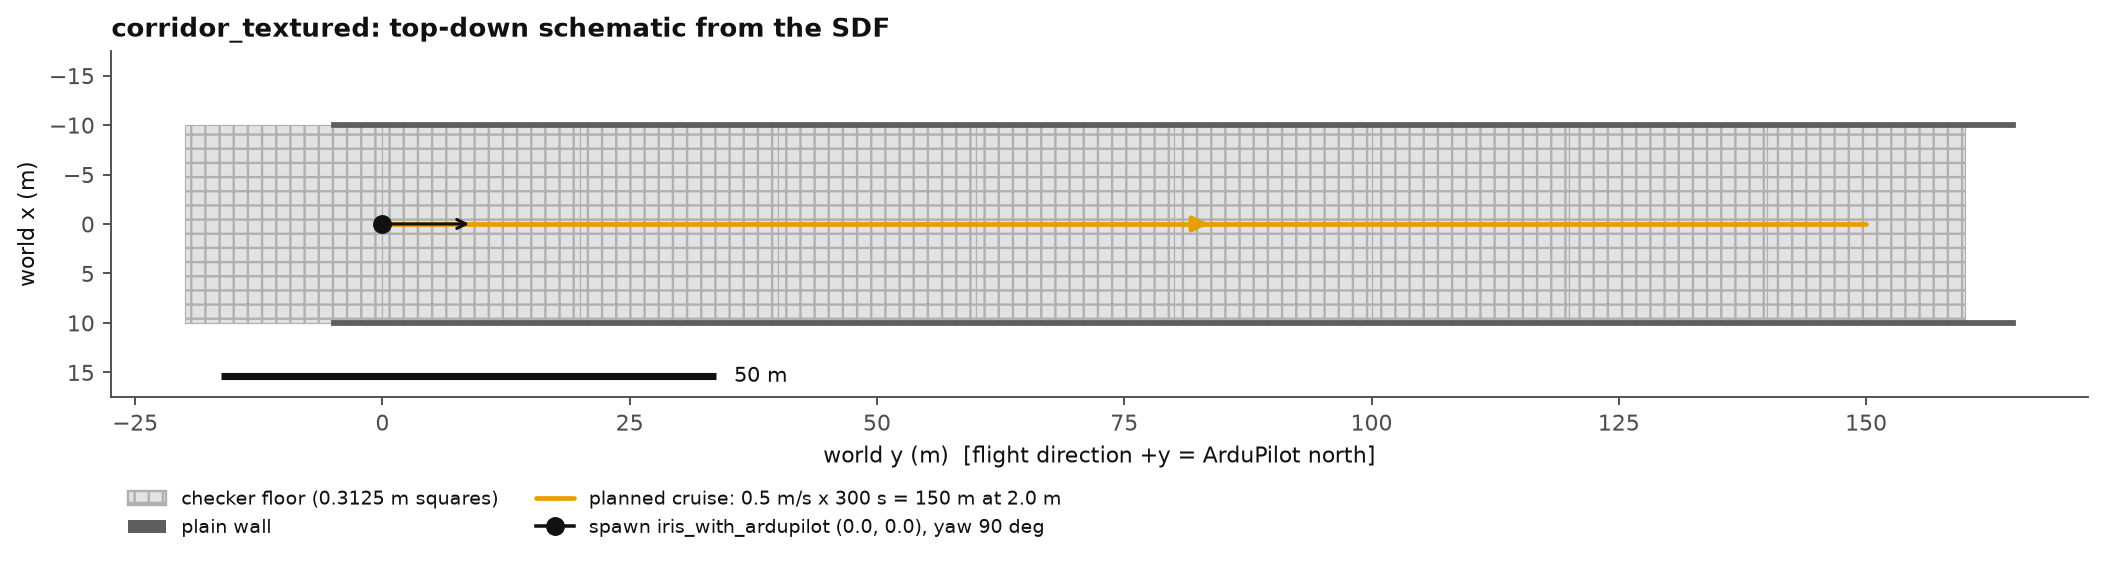 corridor_textured: top-down schematic from the SDF
−15
−10
−5
0
5
10
15
world x (m)
50 m
−25
0
25
50
75
100
125
150
world y (m)  [flight direction +y = ArduPilot north]
checker floor (0.3125 m squares)
plain wall
planned cruise: 0.5 m/s x 300 s = 150 m at 2.0 m
spawn iris_with_ardupilot (0.0, 0.0), yaw 90 deg